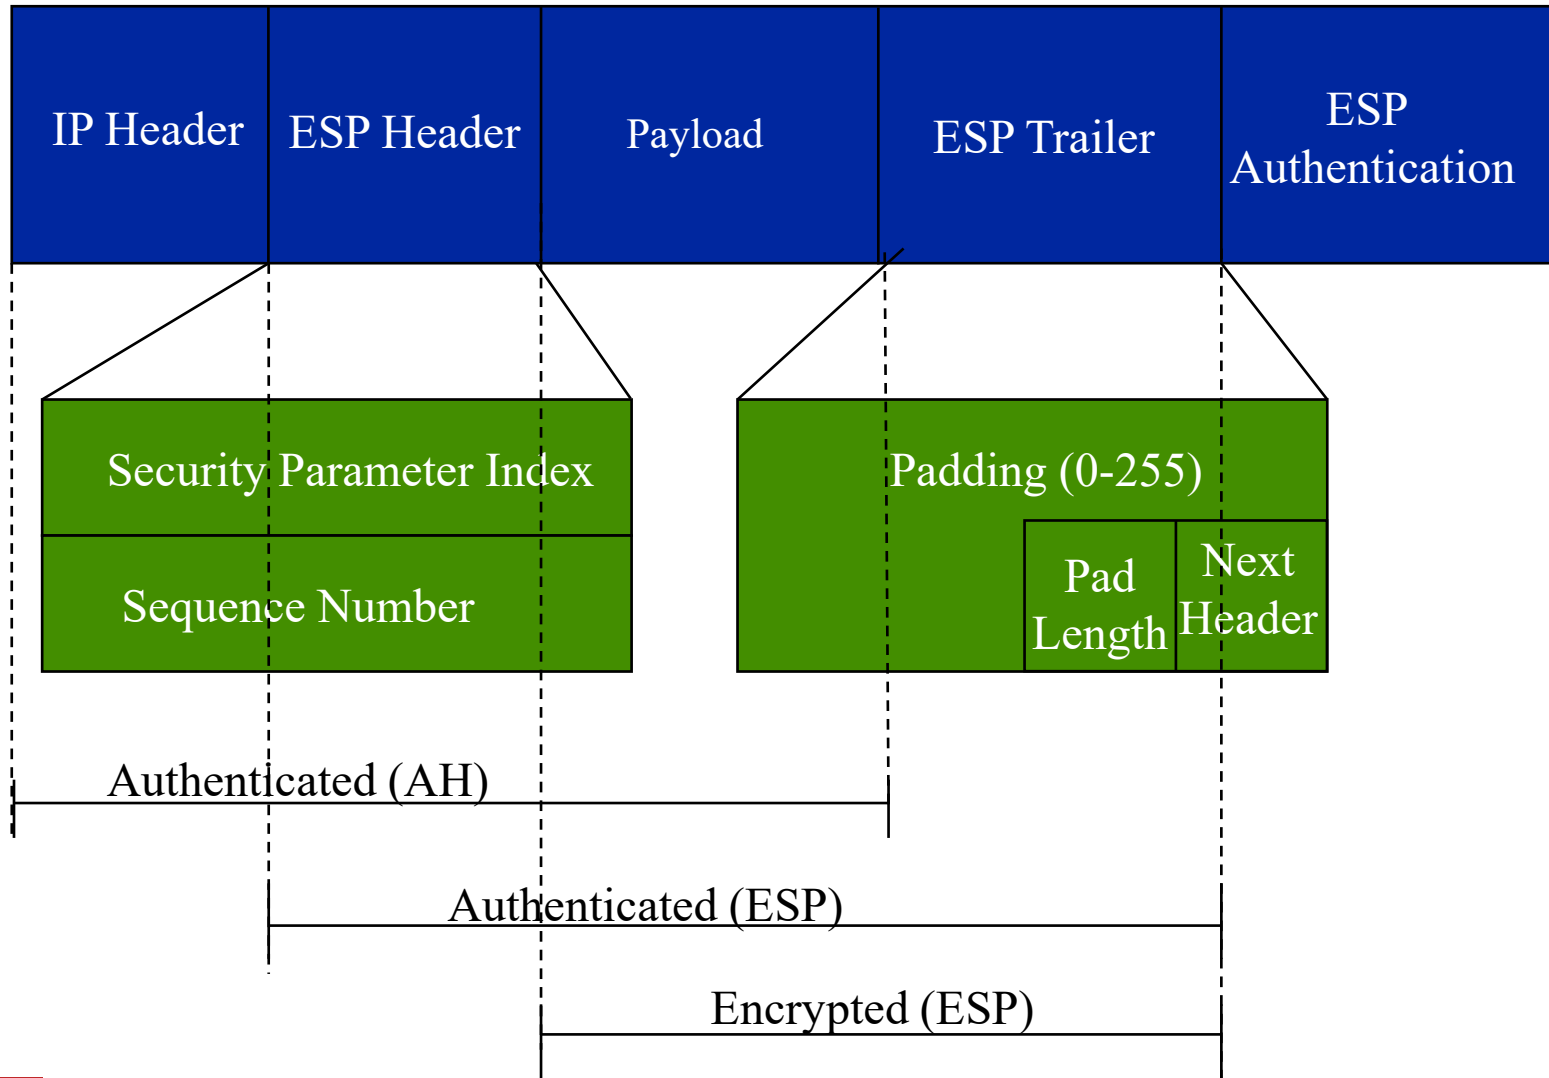 IP Header
ESP Header
Payload
ESP Trailer
ESP
Authentication
Security Parameter Index
Sequence Number
Padding (0-255)
Pad
Length
Next
Header
Authenticated (AH)
Authenticated (ESP)
Encrypted (ESP)